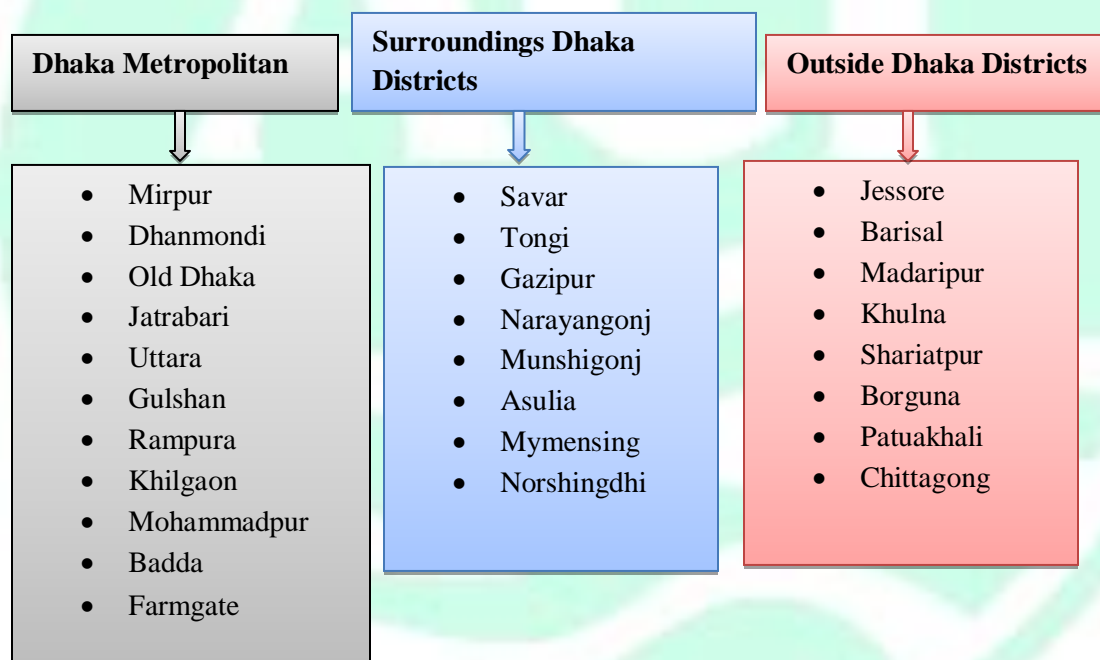 Dhaka Metropolitan
Surroundings Dhaka
Districts
Outside Dhaka Districts
• Mirpur
• Dhanmondi
• Old Dhaka
• Jatrabari
• Uttara
• Gulshan
• Rampura
• Khilgaon
• Mohammadpur
• Badda
• Farmgate
• Savar
• Tongi
• Gazipur
• Narayangonj
• Munshigonj
• Asulia
• Mymensing
• Norshingdhi
• Jessore
• Barisal
• Madaripur
• Khulna
• Shariatpur
• Borguna
• Patuakhali
• Chittagong